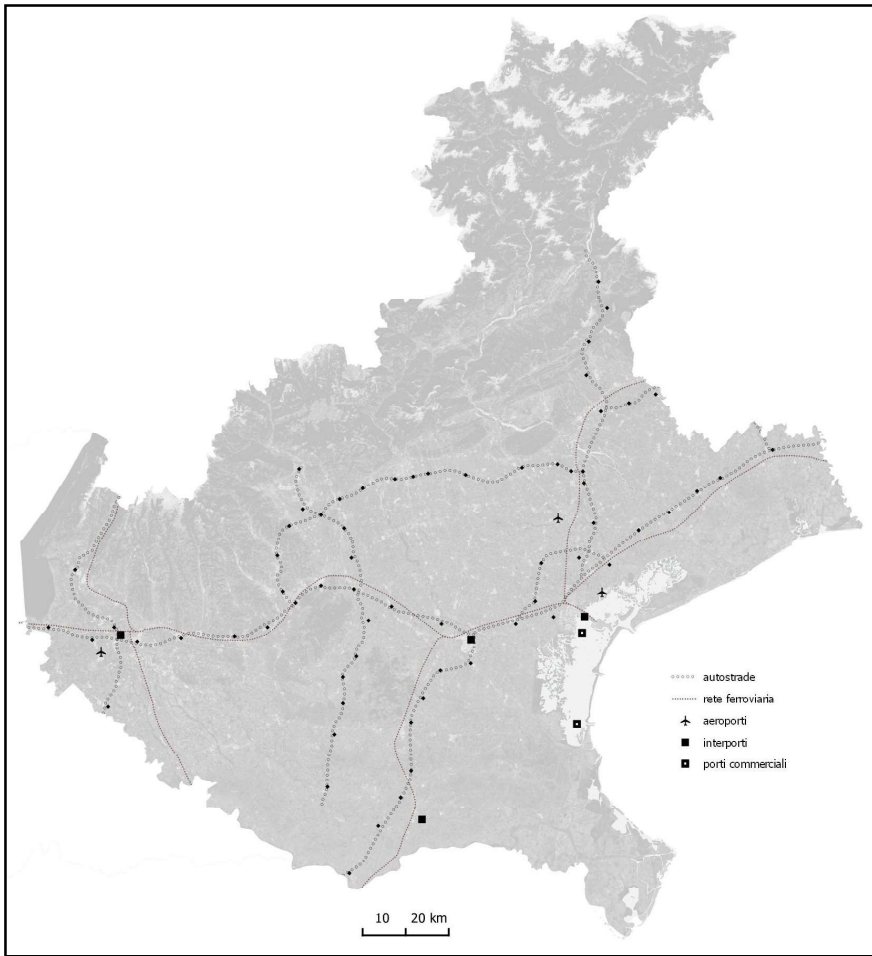 autostrade
rete ferroviaria
aeroporti
interporti
porti commerciali
10 20 km